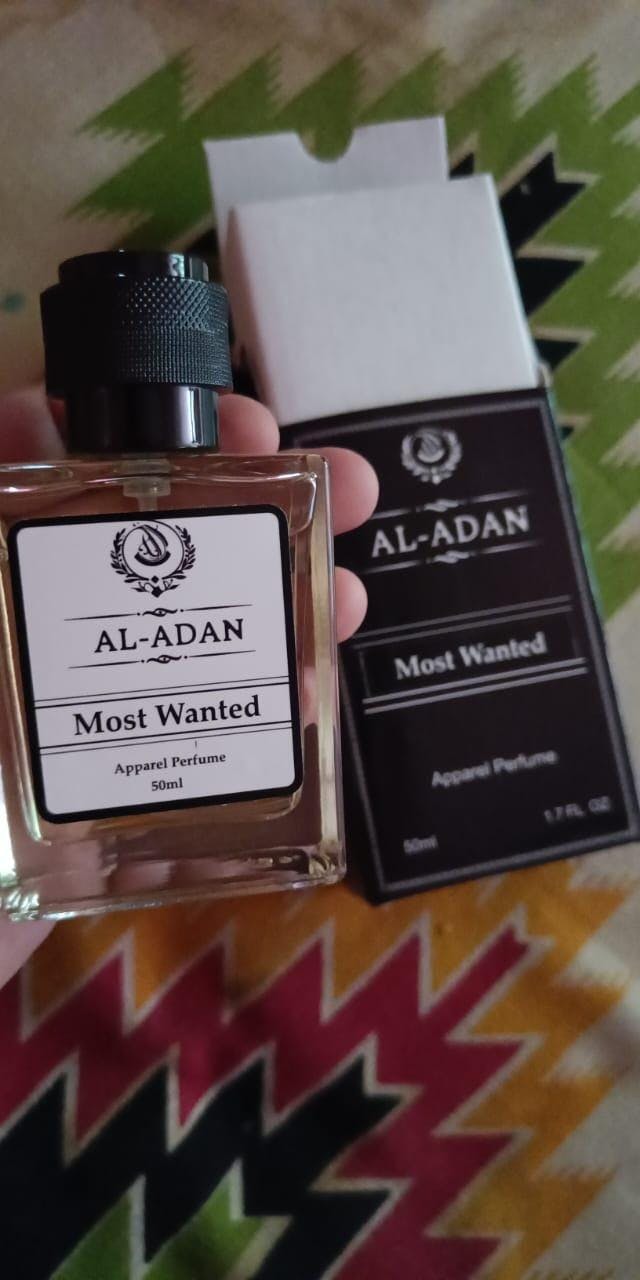 AL-ADAN
Most Wanted
Apparel Perfume
50ml
AL-ADAN
Most Wanted
Apparel Perfume
50ml
1.7 FL OZ